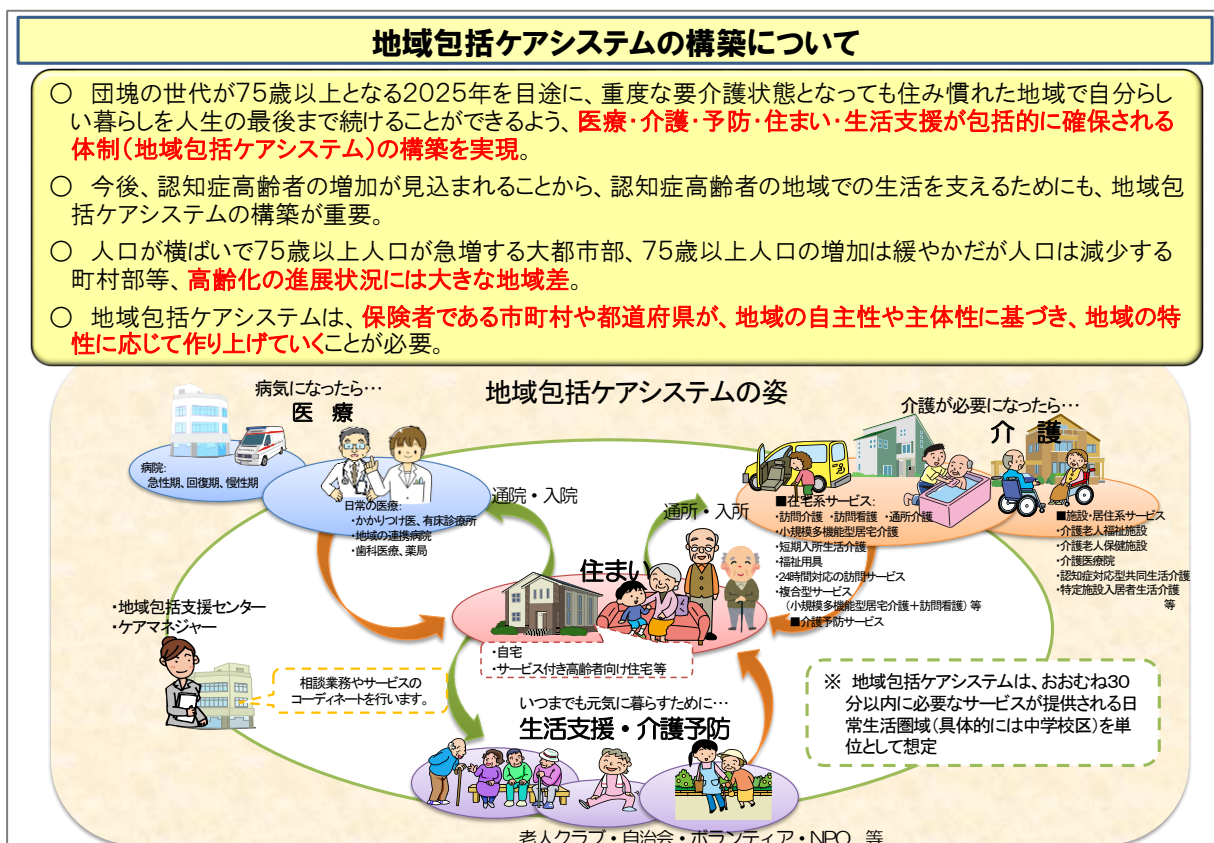 地域包括ケアシステムの構築について
○ 団塊の世代が75歳以上となる2025年を目途に、重度な要介護状態となっても住み慣れた地域で自分らし
い暮らしを人生の最後まで続けることができるよう、医療・介護・予防・住まい・生活支援が包括的に確保される
体制（地域包括ケアシステム）の構築を実現。
○ 今後、認知症高齢者の増加が見込まれることから、認知症高齢者の地域での生活を支えるためにも、地域包
括ケアシステムの構築が重要。
○ 人口が横ばいで75歳以上人口が急増する大都市部、75歳以上人口の増加は緩やかだが人口は減少する
町村部等、高齢化の進展状況には大きな地域差。
○ 地域包括ケアシステムは、保険者である市町村や都道府県が、地域の自主性や主体性に基づき、地域の特
性に応じて作り上げていくことが必要。
地域包括ケアシステムの姿
病気になったら…
医 療
病院:
急性期、回復期、慢性期
日常の医療:
・かかりつけ医、有床診療所
・地域の連携病院
・歯科医療、薬局
通院・入院
通所・入所
介護が必要になったら…
介 護
■在宅系サービス:
・訪問介護 ・訪問看護 ・通所介護
・小規模多機能型居宅介護
・短期入所生活介護
・福祉用具
・24時間対応の訪問サービス
・複合型サービス
（小規模多機能型居宅介護＋訪問看護）等
■介護予防サービス
■施設・居住系サービス
・介護老人福祉施設
・介護老人保健施設
・介護医療院
・認知症対応型共同生活介護
・特定施設入居者生活介護
等
住まい
・自宅
・サービス付き高齢者向け住宅等
・地域包括支援センター
・ケアマネジャー
相談業務やサービスの
コーディネートを行います。
いつまでも元気に暮らすために…
生活支援・介護予防
※ 地域包括ケアシステムは、おおむね30
分以内に必要なサービスが提供される日
常生活圏域（具体的には中学校区）を単
位として想定
老人クラブ・自治会・ボランティア・NPO 等